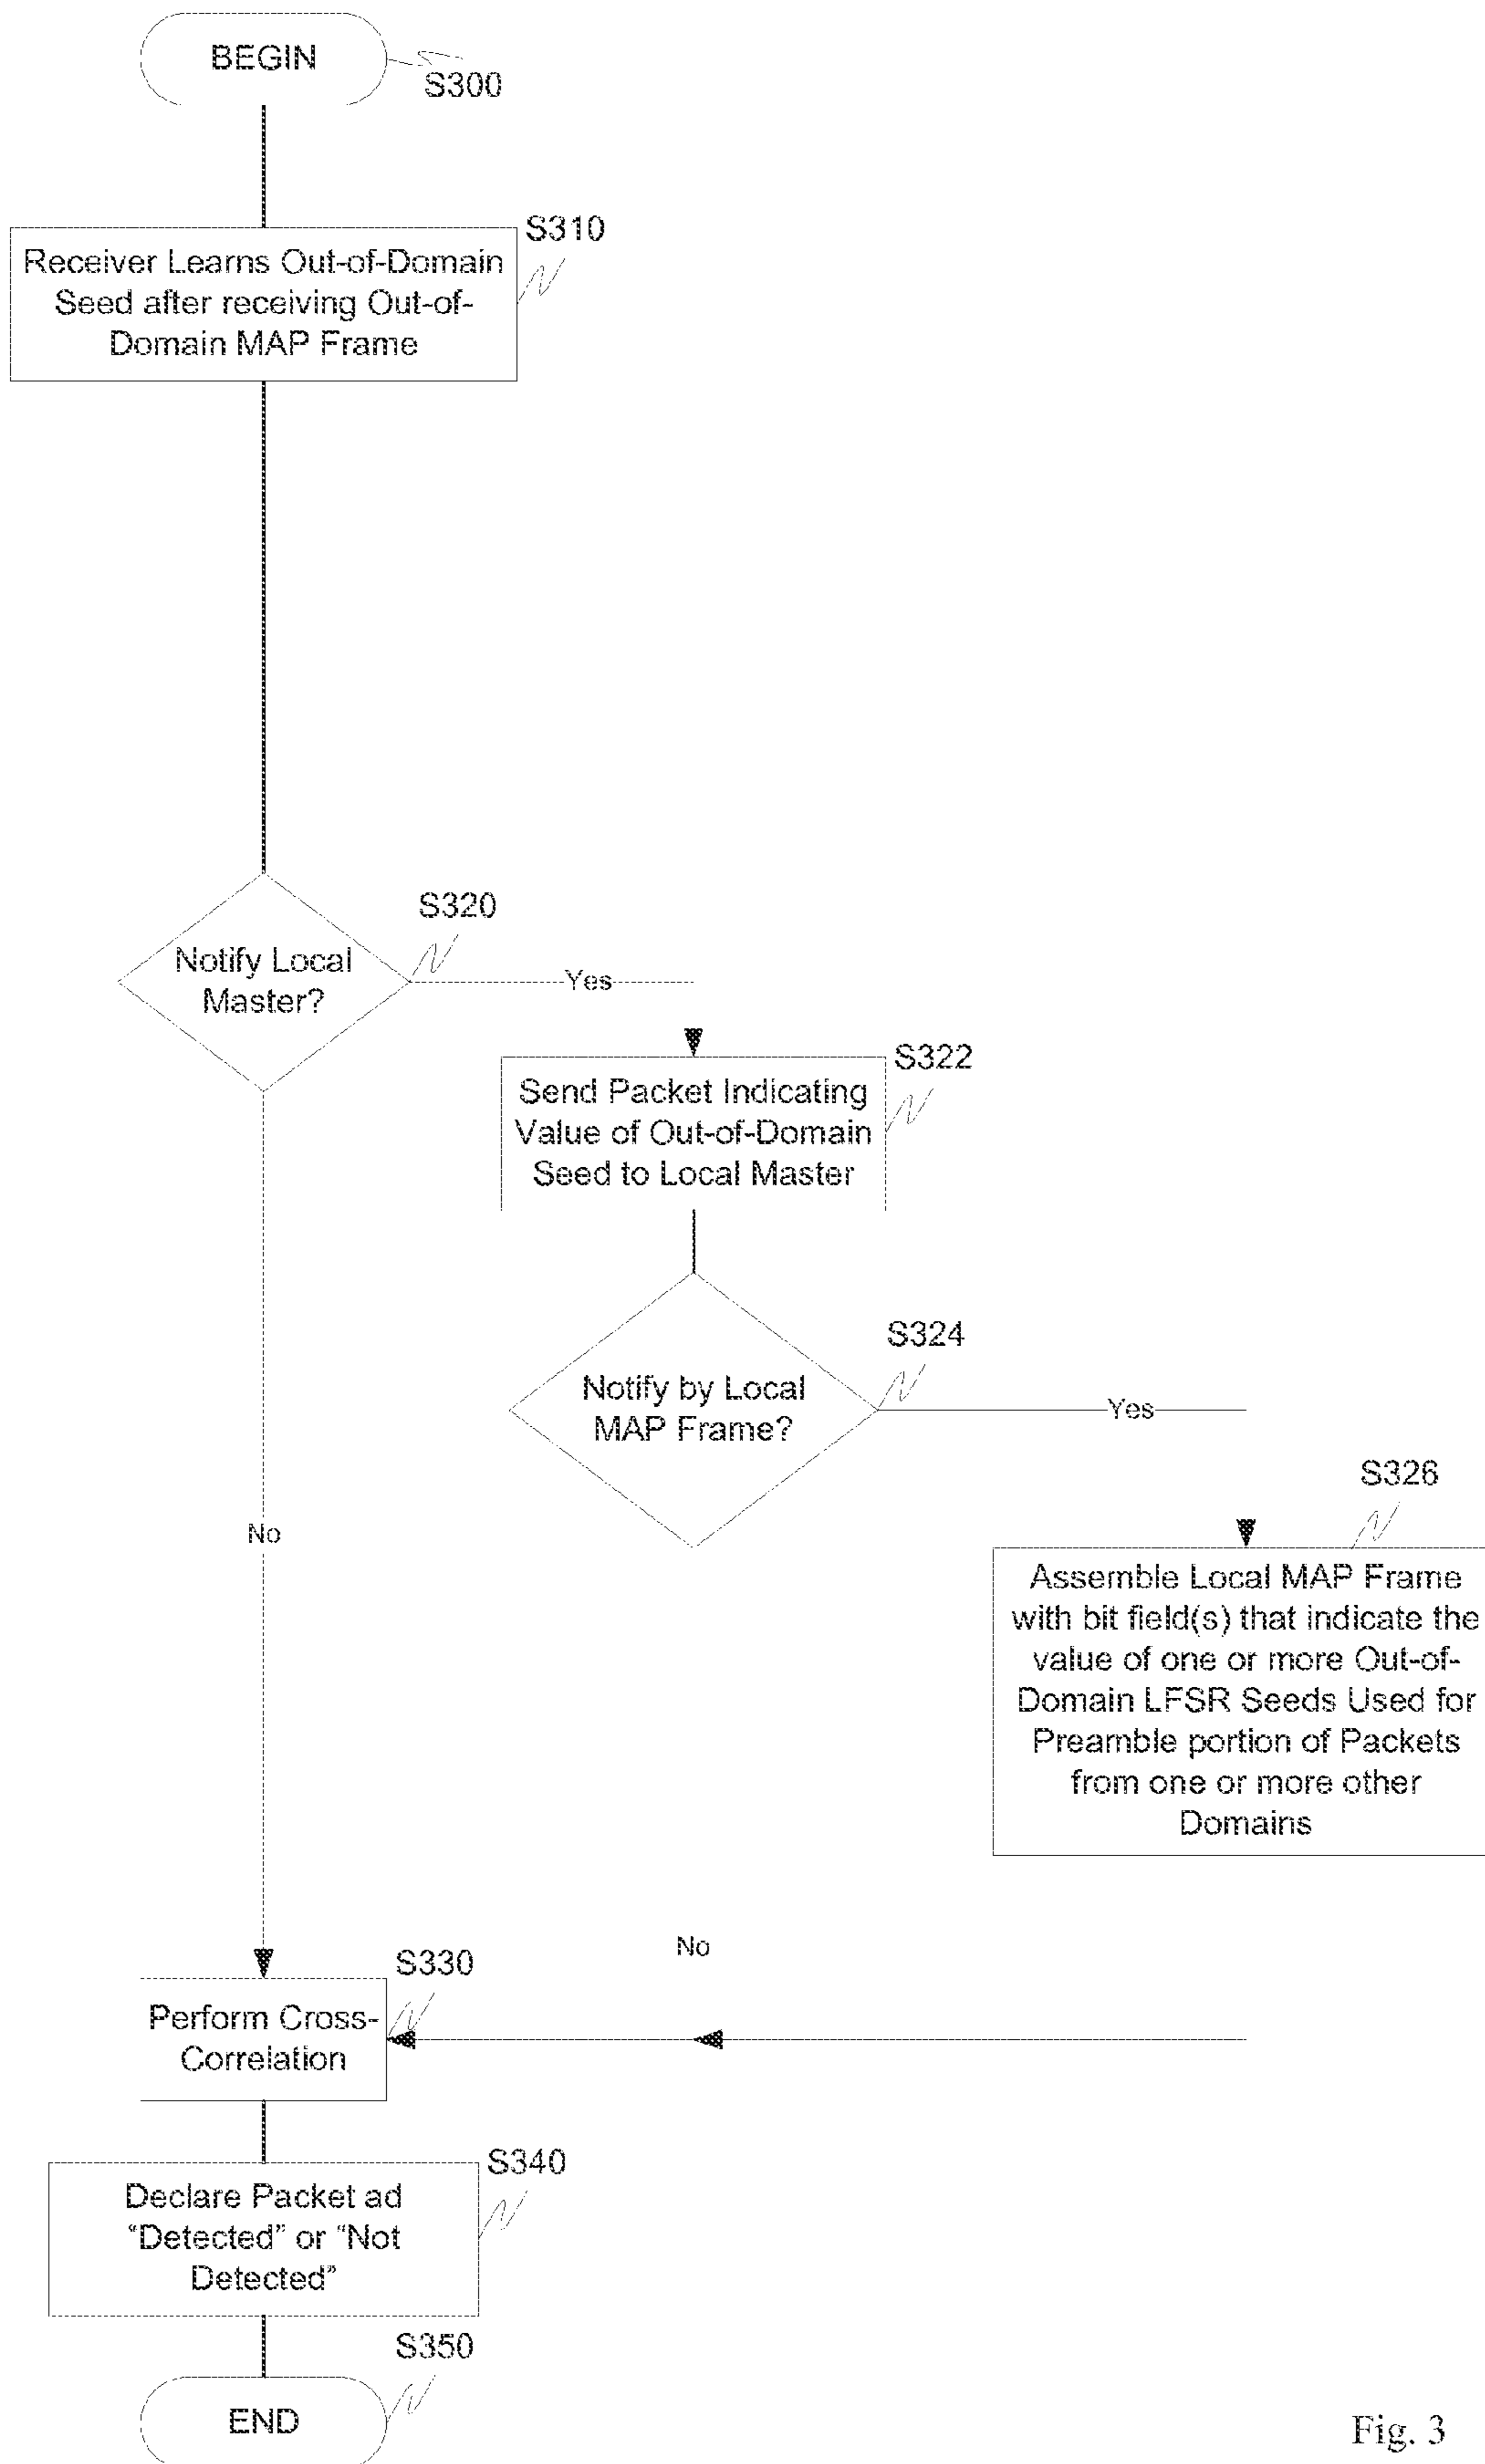 BEGIN
S300
S310
Receiver Learns Out-of-Domain
Seed after receiving Out-of-
Domain MAP Frame
S320
Notify Local
Master?
Yes
S322
Send Packet Indicating
Value of Out-of-Domain
Seed to Local Master
S324
Notify by Local
MAP Frame?
Yes
S326
No
Assemble Local MAP Frame
with bit field(s) that indicate the
value of one or more Out-of-
Domain LFSR Seeds Used for
Preamble portion of Packets
from one or more other
Domains
No
S330
Perform Cross-
Correlation
S340
Declare Packet ad
“Detected” or “Not
Detected”
S350
END
Fig. 3